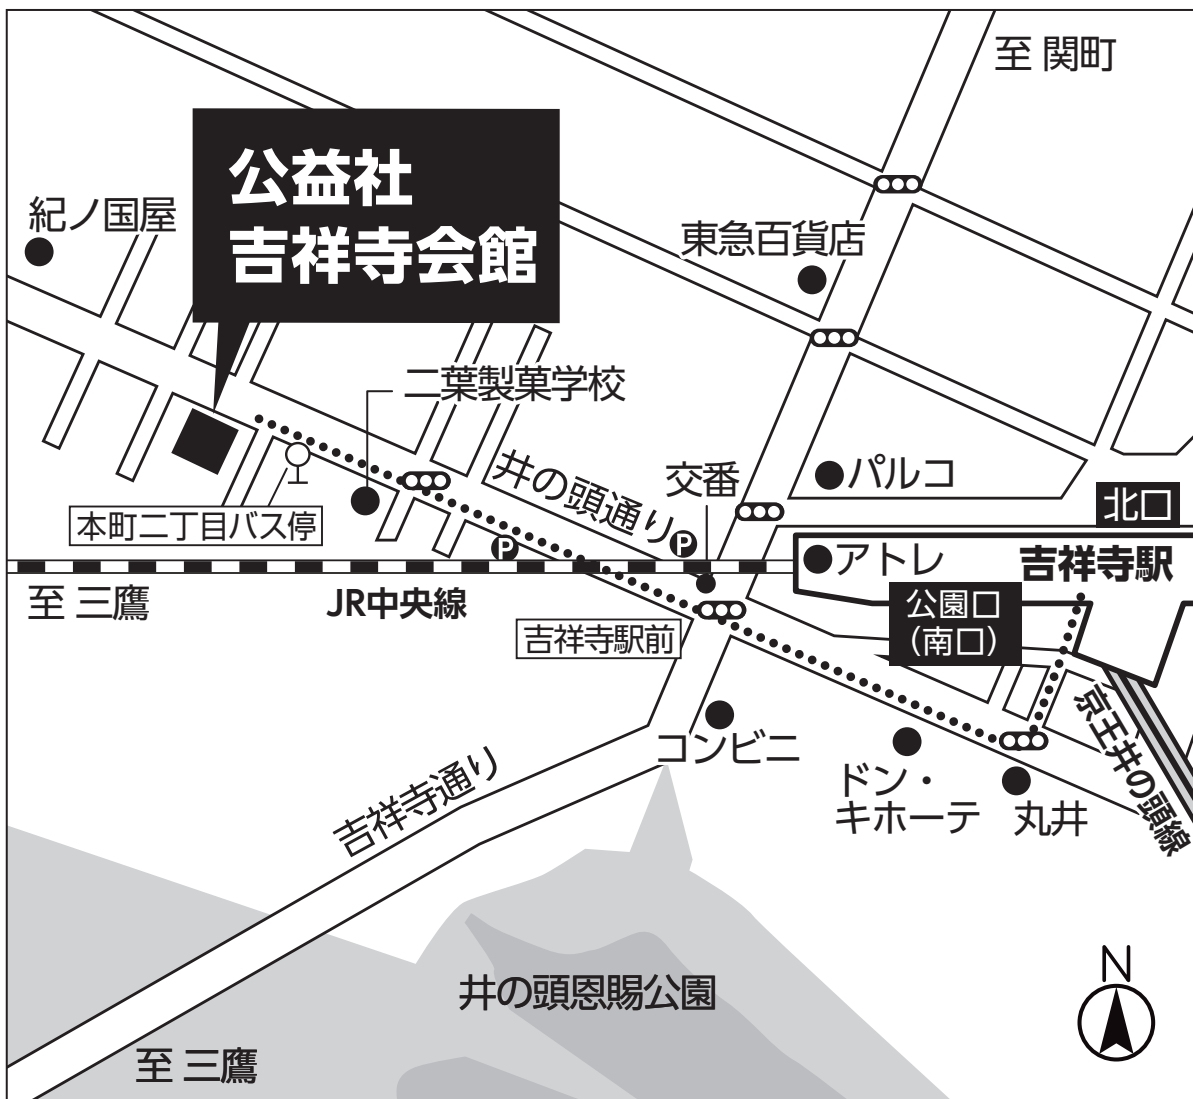 至 関町
公益社
吉祥寺会館
紀ノ国屋
東急百貨店
二葉製菓学校
井の頭通り
交番
パルコ
北口
本町二丁目バス停
P
P
アトレ
吉祥寺駅
至 三鷹
JR中央線
公園口
(南口)
吉祥寺駅前
京王井の頭線
コンビニ
ドン・
キホーテ
丸井
吉祥寺通り
井の頭恩賜公園
N
至 三鷹